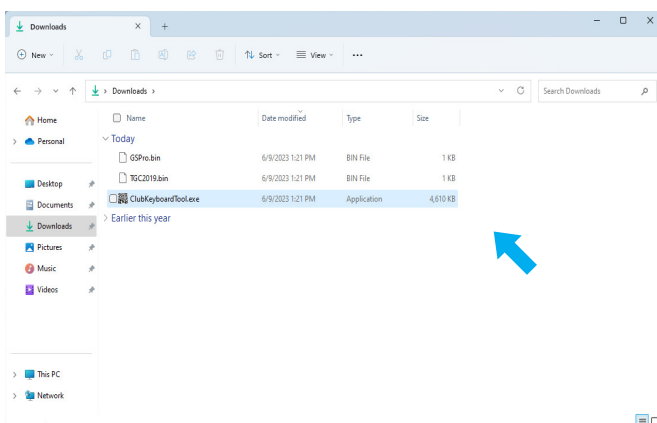 Downloads
New
Sort
View
Downloads
Search Downloads
Home
Personal
Desktop
Documents
Downloads
Pictures
Music
Videos
This PC
Network
Name Date modified Type Size
Today
GSPro.bin 6/9/2023 1:21 PM BIN File 1 KB
TGC2019.bin 6/9/2023 1:21 PM BIN File 1 KB
ClubKeyboardTool.exe 6/9/2023 1:21 PM Application 4,610 KB
Earlier this year